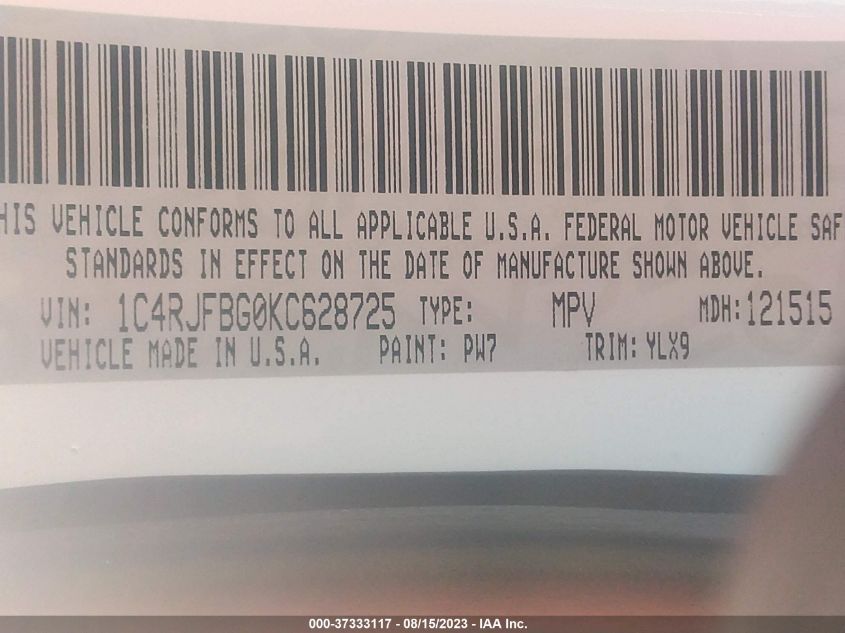 HIS VEHICLE CONFORMS TO ALL APPLICABLE U.S.A. FEDERAL MOTOR VEHICLE SAF
STANDARDS IN EFFECT ON THE DATE OF MANUFACTURE SHOWN ABOVE.
VIN: 1C4RJFBG0KC628725 TYPE: MPV MDH:121515
VEHICLE MADE IN U.S.A. PAINT: PW7 TRIM: YLX9
000-37333117 - 08/15/2023 - IAA Inc.